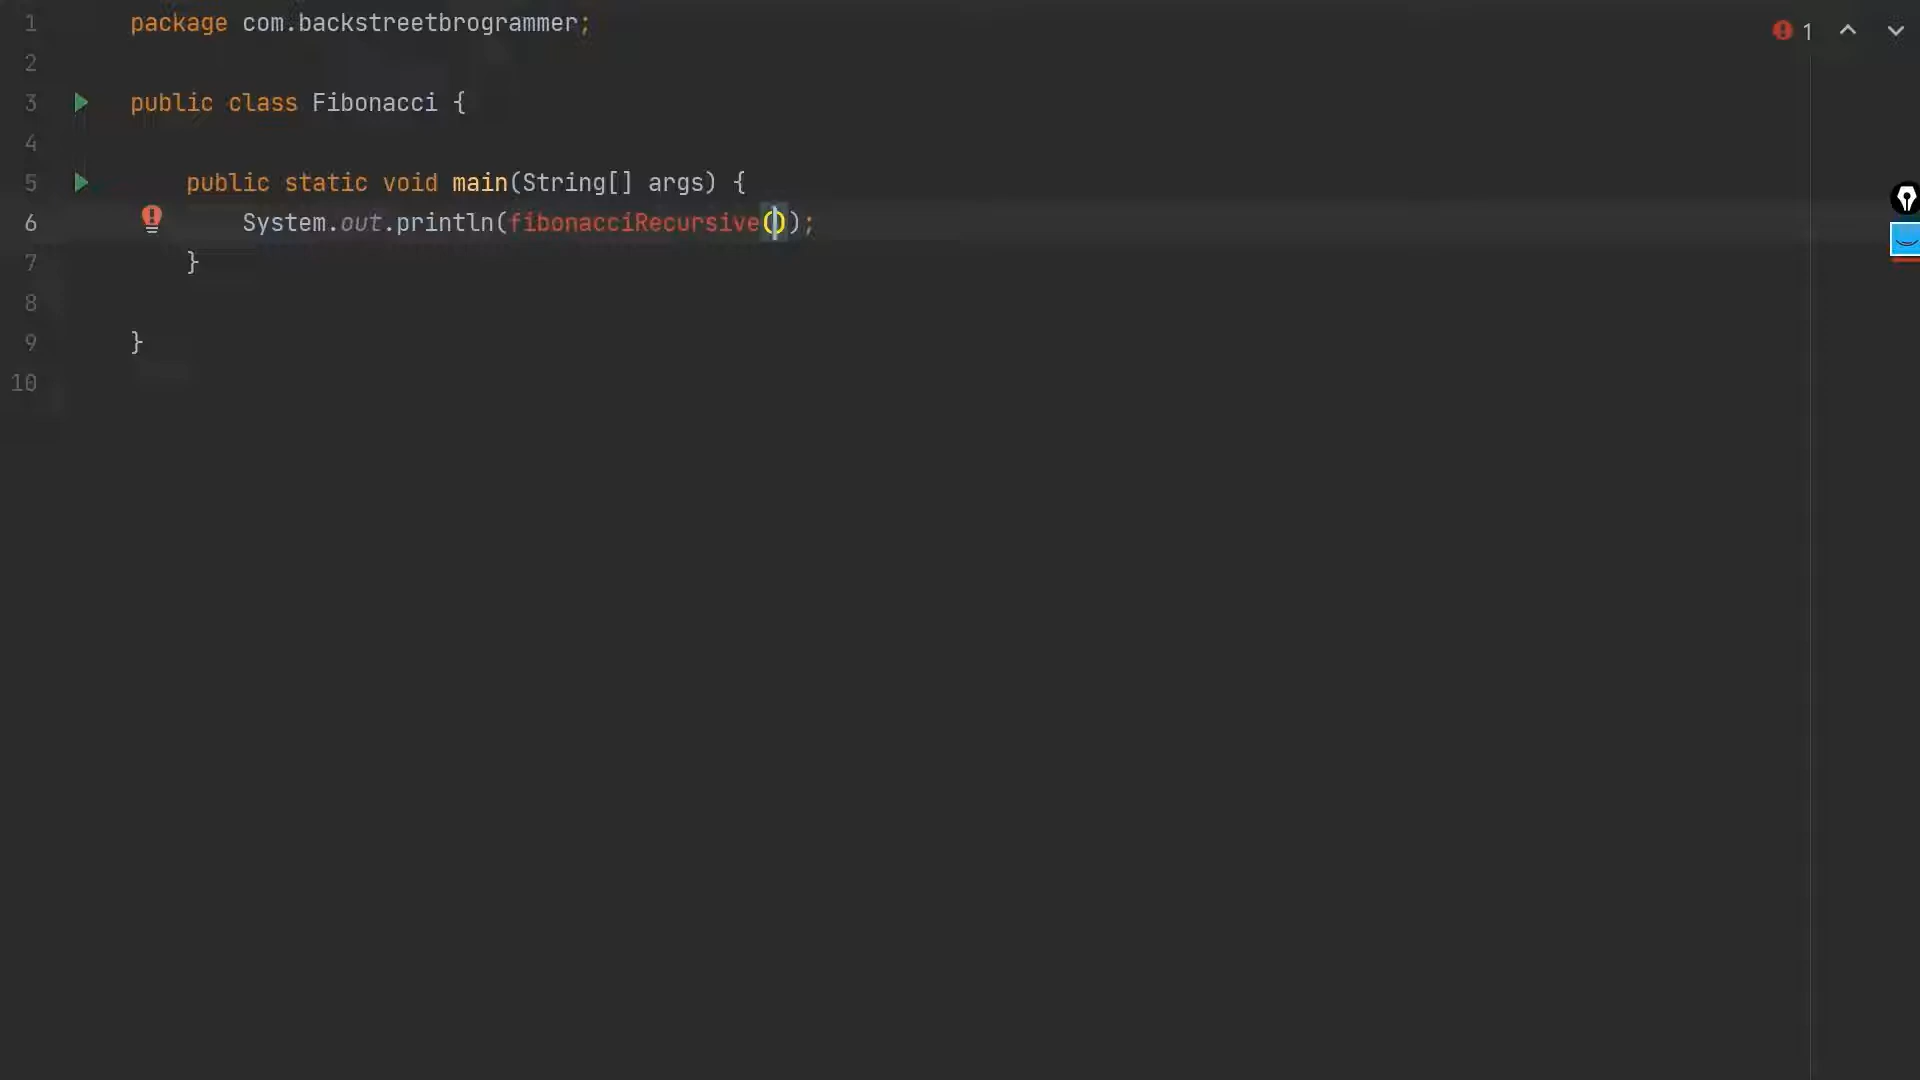 1 package com.backstreetbrogrammer;
2
3 public class Fibonacci {
4
5 public static void main(String[] args) {
6 System.out.println(fibonacciRecursive());
7 }
8
9 }
10
1